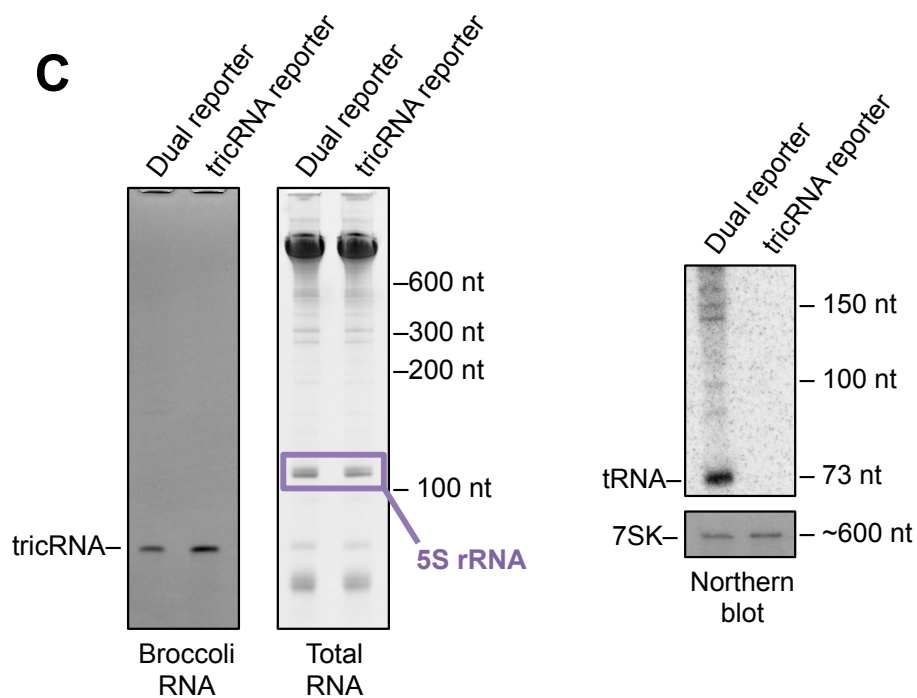 C
Dual reporter
tricRNA reporter
Dual reporter
tricRNA reporter
–600 nt
–300 nt
–200 nt
– 100 nt
tricRNA–
5S rRNA
Broccoli
RNA
Total
RNA
Dual reporter
tricRNA reporter
– 150 nt
– 100 nt
tRNA–
– 73 nt
7SK–
– ~600 nt
Northern
blot